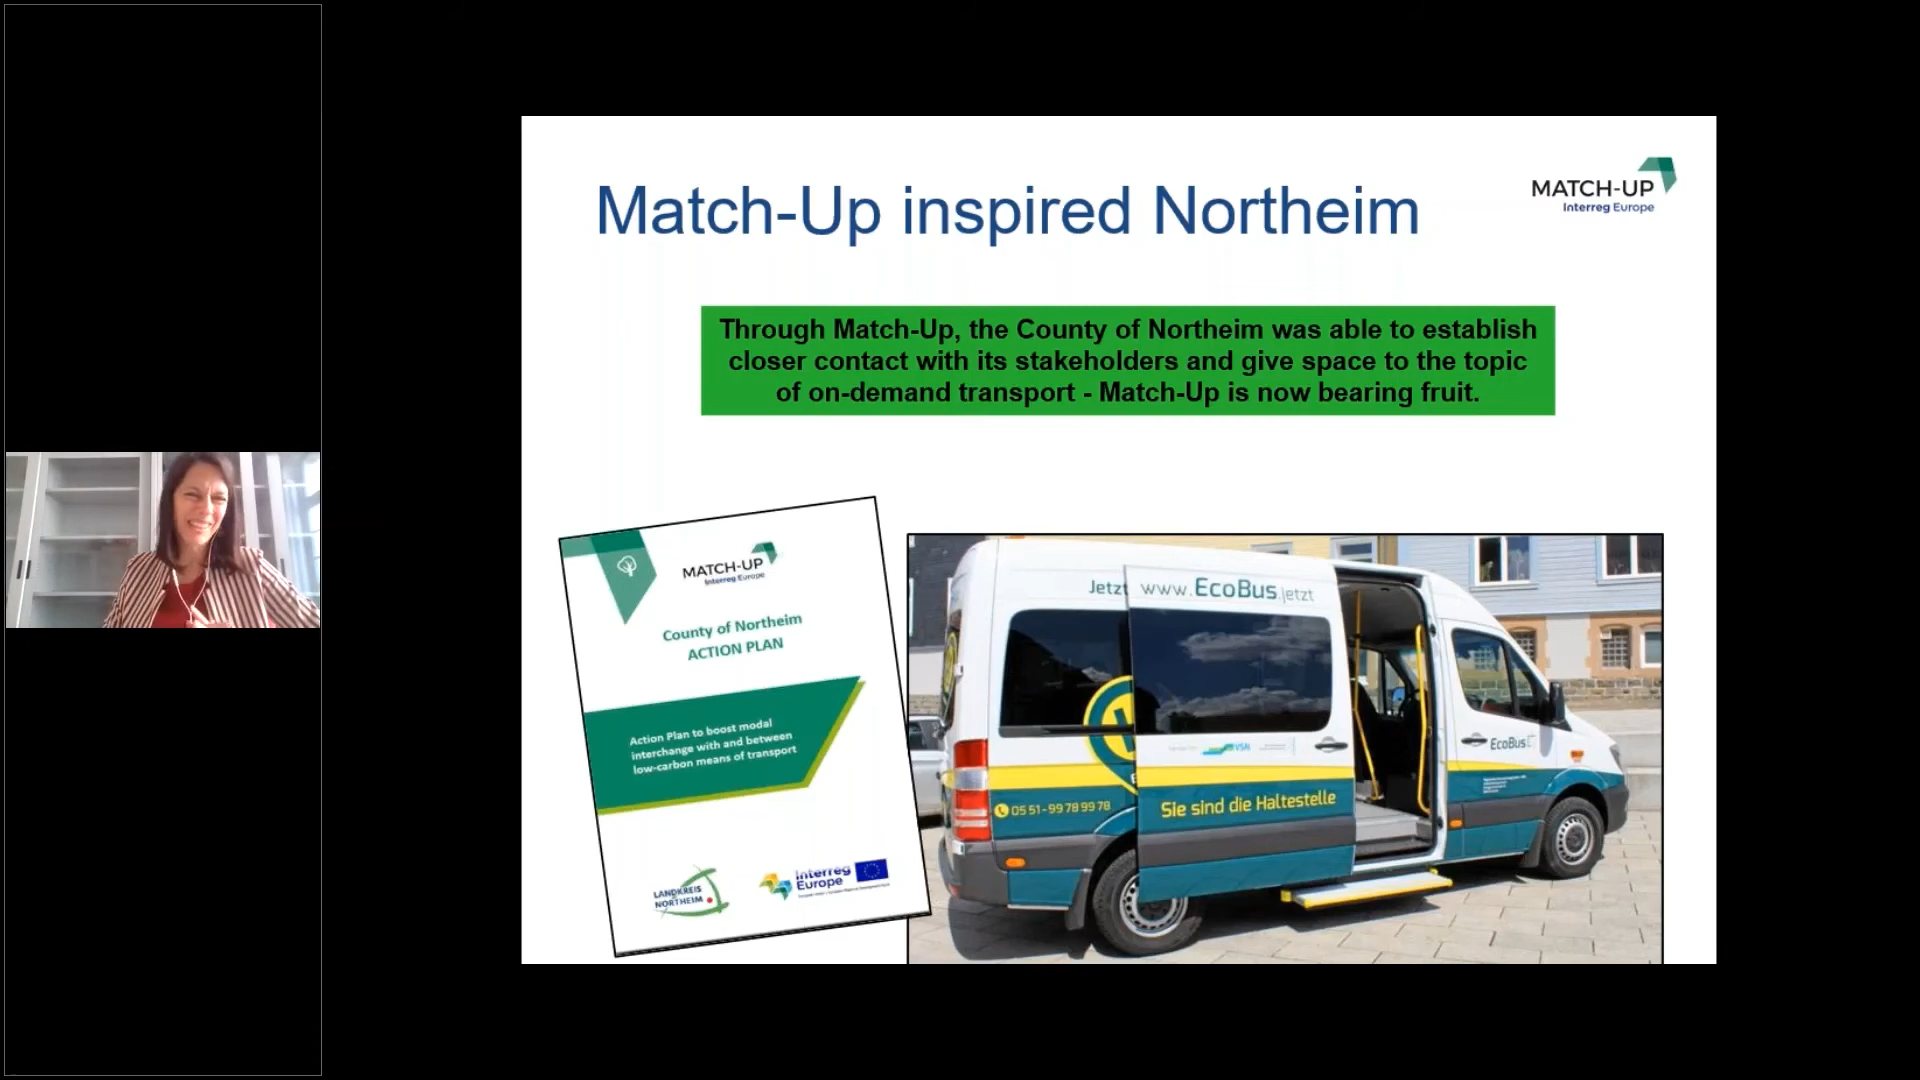 Match-Up inspired Northeim
MATCH-UP
Interreg Europe
Through Match-Up, the County of Northeim was able to establish
closer contact with its stakeholders and give space to the topic
of on-demand transport - Match-Up is now bearing fruit.
MATCH-UP
Interreg Europe
County of Northeim
ACTION PLAN
Action Plan to boost modal
interchange with and between
low-carbon means of transport
LANDKREIS
NORTHEIM
Interreg
Europe
Jetzt
www.EcoBus.jetzt
VSN
EcoBus
05 51 - 99 78 99 78
Sie sind die Haltestelle